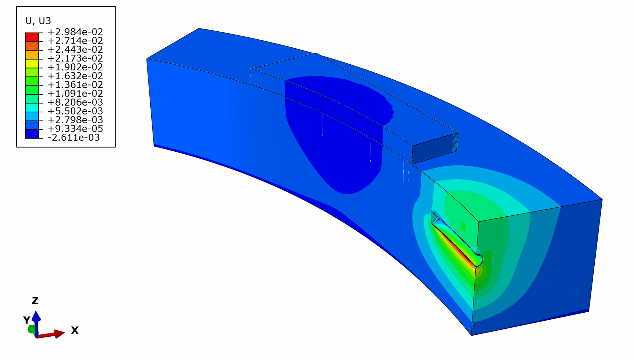 U, U3
+2.984e-02
+2.714e-02
+2.443e-02
+2.173e-02
+1.902e-02
+1.632e-02
+1.361e-02
+1.091e-02
+8.206e-03
+5.502e-03
+2.798e-03
+9.334e-05
-2.611e-03
Z
Y
X